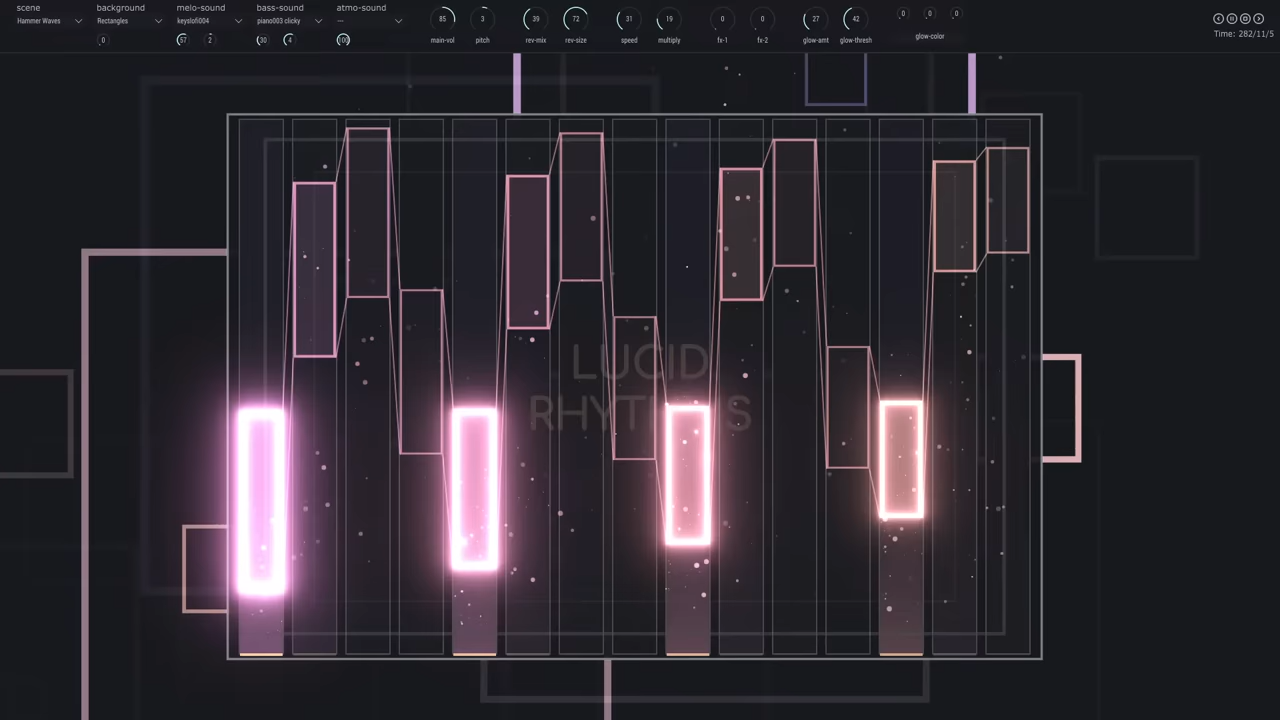 scene
background
melo-sound
bass-sound
atmo-sound
Hammer Waves
Rectangles
keyslofi004
piano003 clicky
---
0
57
2
30
4
100
85
3
39
72
31
19
0
0
27
42
0
0
0
main-vol
pitch
rev-mix
rev-size
speed
multiply
fx-1
fx-2
glow-amt
glow-thresh
glow-color
Time: 282/11/5
LUCID
RHYTHMS